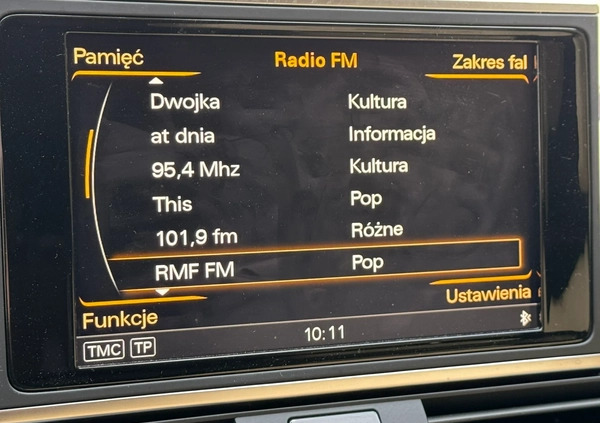 Pamięć Radio FM Zakres fal
Dwojka Kultura
at dnia Informacja
95,4 Mhz Kultura
This Pop
101,9 fm Różne
RMF FM Pop
Funkcje Ustawienia
TMC TP 10:11